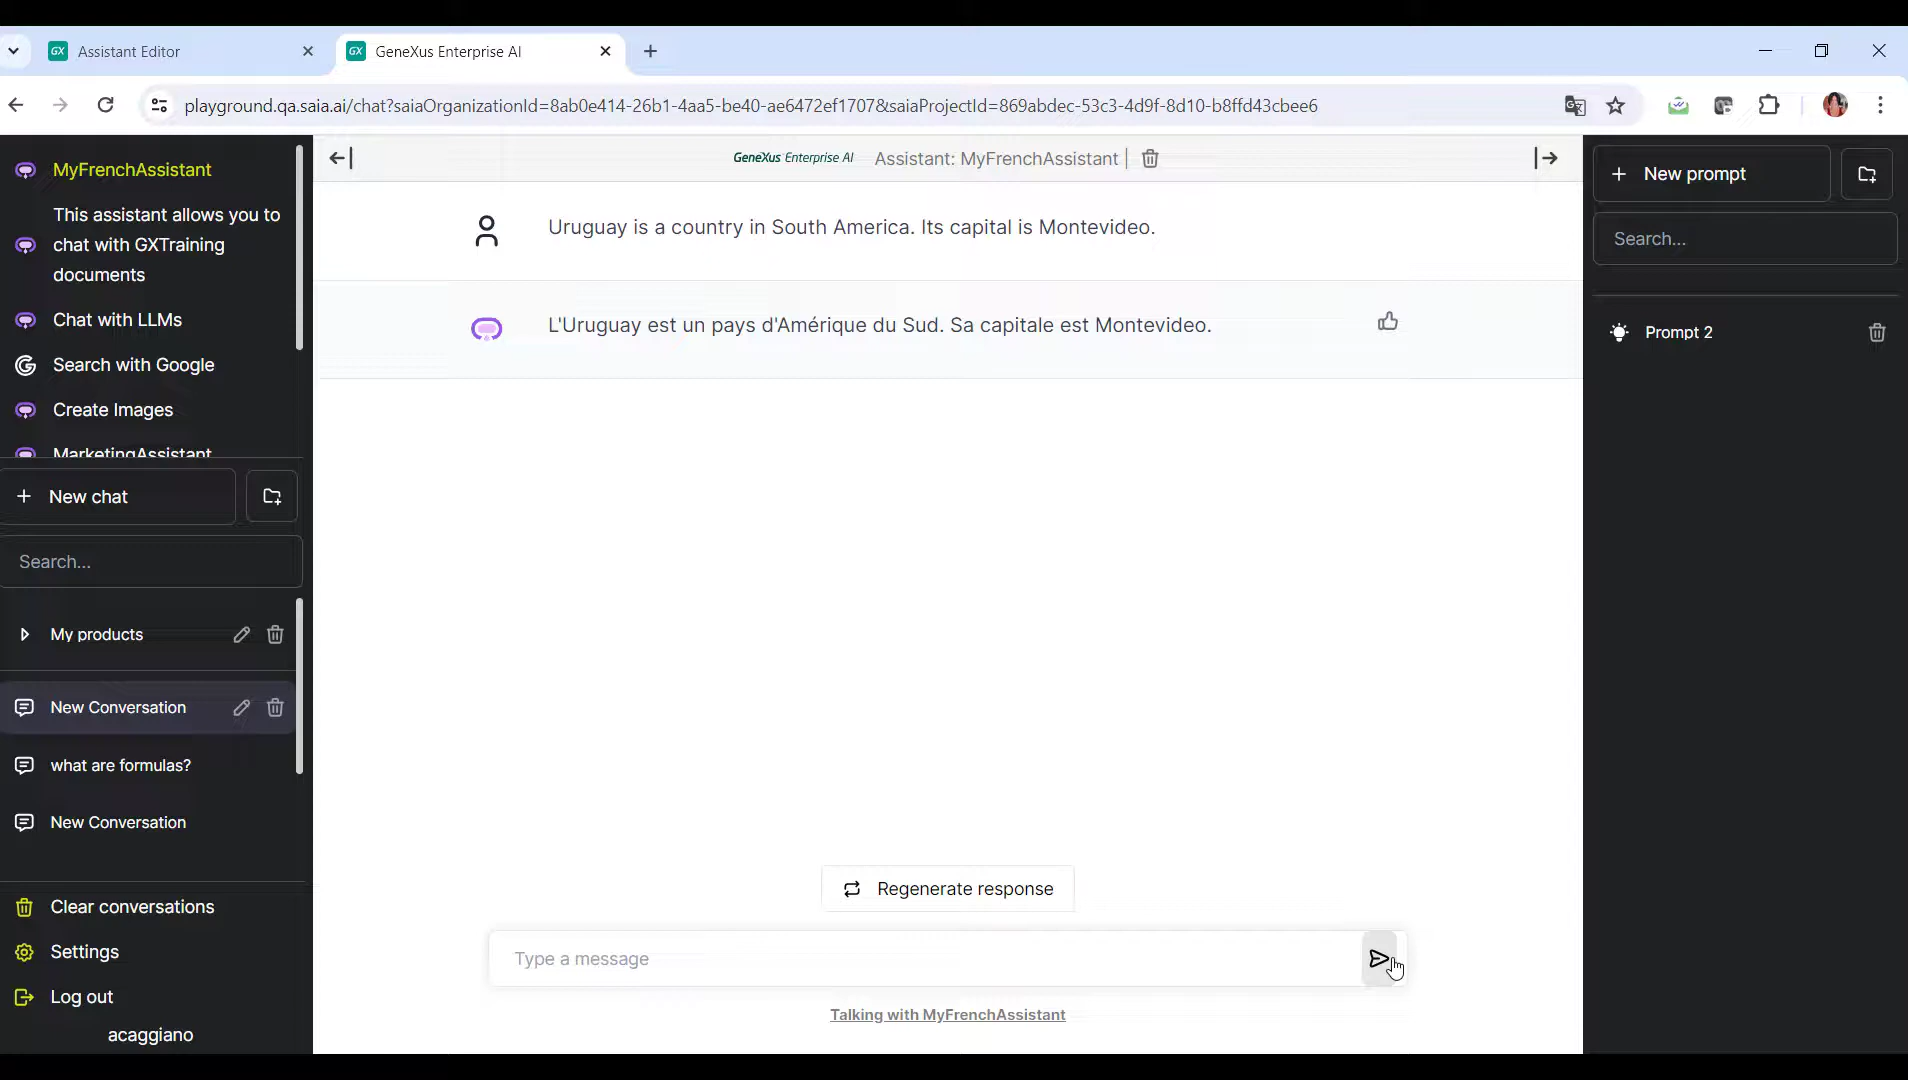 Assistant Editor
GeneXus Enterprise AI
playground.qa.saia.ai/chat?saiaOrganizationId=8ab0e414-26b1-4aa5-be40-ae6472ef1707&saiaProjectId=869abdec-53c3-4d9f-8d10-b8ffd43cbee6
MyFrenchAssistant
This assistant allows you to
chat with GXTraining
documents
Chat with LLMs
Search with Google
Create Images
MarketingAssistant
New chat
Search...
My products
New Conversation
what are formulas?
New Conversation
Clear conversations
Settings
Log out
acaggiano
GeneXus Enterprise AI Assistant: MyFrenchAssistant |
Uruguay is a country in South America. Its capital is Montevideo.
L'Uruguay est un pays d'Amérique du Sud. Sa capitale est Montevideo.
Regenerate response
Type a message
Talking with MyFrenchAssistant
New prompt
Search...
Prompt 2